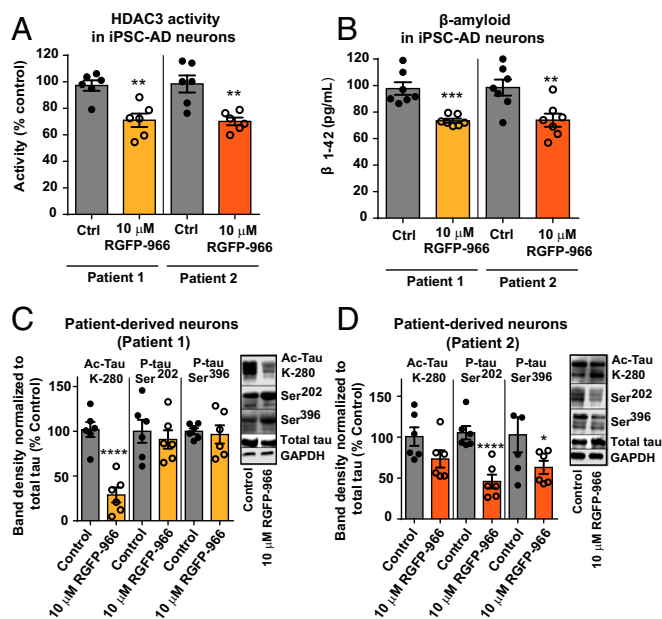 A
HDAC3 activity
in iPSC-AD neurons
Activity (% control)
120
100
80
60
40
20
0
**
**
Ctrl
10 μM
RGFP-966
Ctrl
10 μM
RGFP-966
Patient 1
Patient 2
B
β-amyloid
in iPSC-AD neurons
β 1-42 (pg/mL)
120
100
80
60
40
20
0
***
**
Ctrl
10 μM
RGFP-966
Ctrl
10 μM
RGFP-966
Patient 1
Patient 2
C
Patient-derived neurons
(Patient 1)
Band density normalized to
total tau (% Control)
150
100
50
0
Ac-Tau
K-280
P-tau
Ser202
P-tau
Ser396
****
Control
10 μM RGFP-966
Control
10 μM RGFP-966
Control
10 μM RGFP-966
Ac-Tau
K-280
Ser202
Ser396
Total tau
GAPDH
Control
10 μM RGFP-966
D
Patient-derived neurons
(Patient 2)
Band density normalized to
total tau (% Control)
150
100
50
0
Ac-Tau
K-280
P-tau
Ser202
P-tau
Ser396
****
*
Control
10 μM RGFP-966
Control
10 μM RGFP-966
Control
10 μM RGFP-966
Control
10 μM RGFP-966